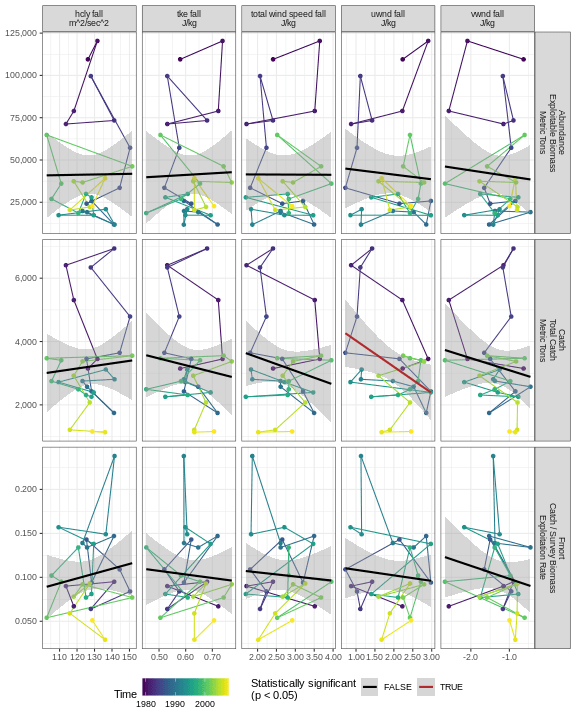 hcly fall
m^2/sec^2
tke fall
J/kg
total wind speed fall
J/kg
uwnd fall
J/kg
vwnd fall
J/kg
125,000
100,000
75,000
50,000
25,000
Abundance
Exploitable Biomass
Metric Tons
6,000
4,000
2,000
Catch
Total Catch
Metric Tons
0.200
0.150
0.100
0.050
Fmort
Catch / Survey Biomass
Exploitation Rate
110 120 130 140 150
0.50 0.60 0.70
2.00 2.50 3.00 3.50 4.00
1.00 1.50 2.00 2.50 3.00
-2.0 -1.0
Time
1980 1990 2000
Statistically significant
(p < 0.05)
FALSE
TRUE